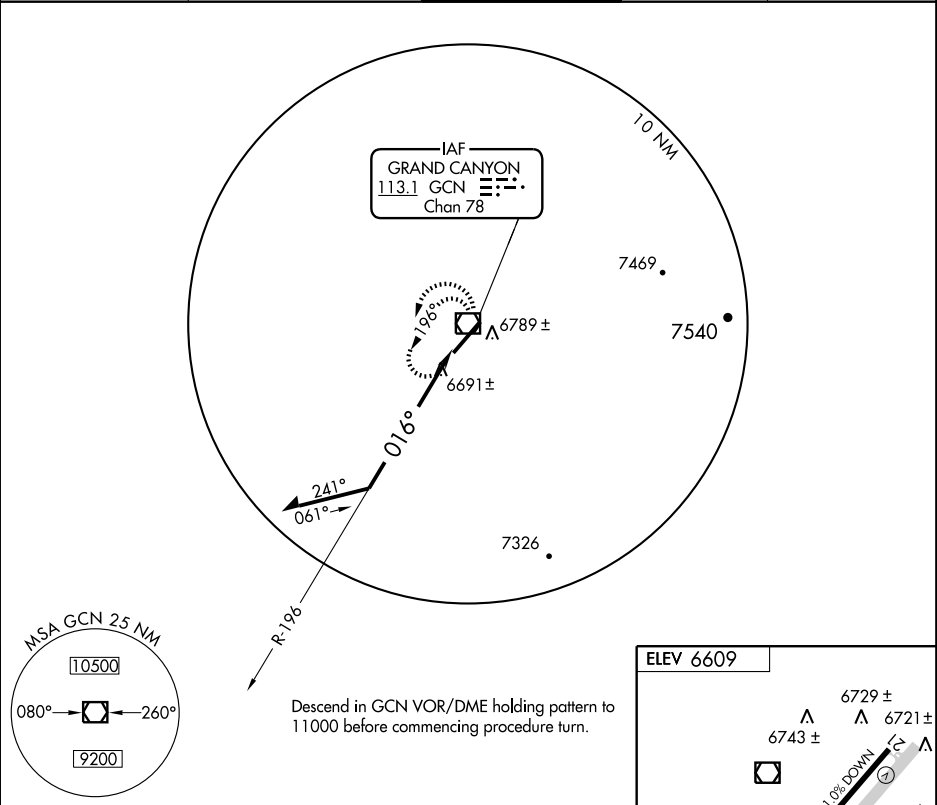 10 NM
IAF
GRAND CANYON
113.1 GCN
Chan 78
7469
7540
196°
6789 ±
6691±
016°
241°
061°
7326
R-196
MSA GCN 25 NM
10500
080°
260°
9200
Descend in GCN VOR/DME holding pattern to
11000 before commencing procedure turn.
ELEV 6609
6729 ±
6721±
6743 ±
21
1.0% DOWN
V